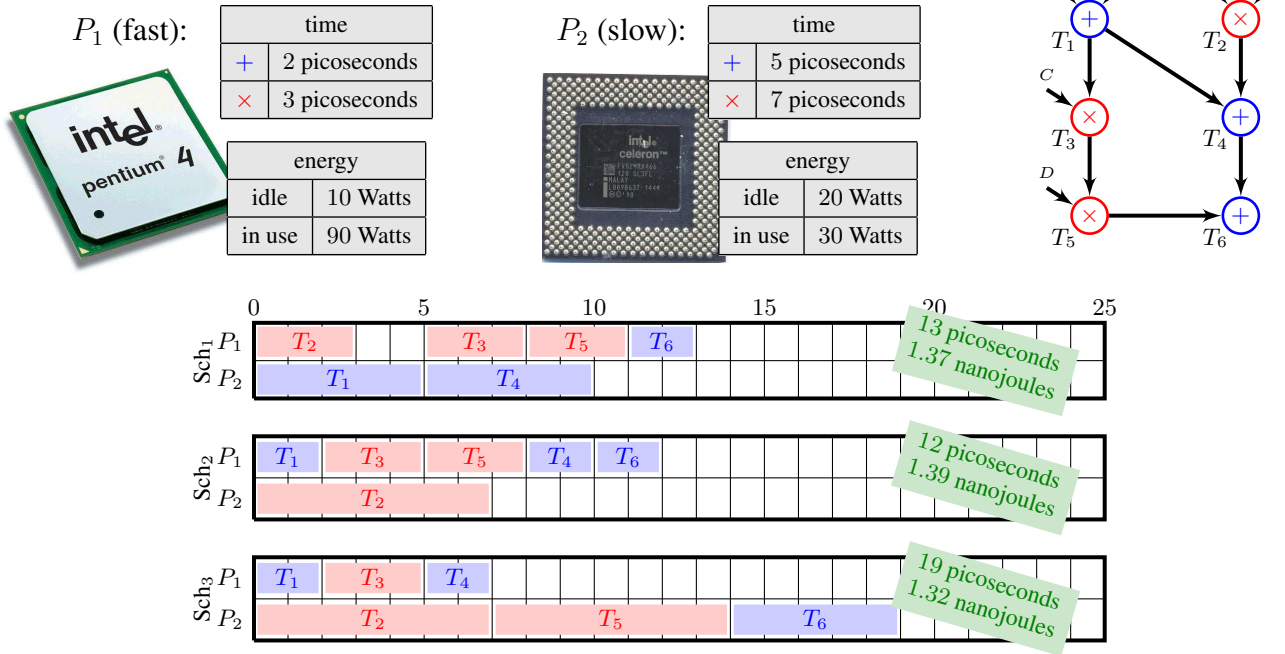 P₁ (fast):
time
+ 2 picoseconds
× 3 picoseconds
energy
idle 10 Watts
in use 90 Watts
intel®
pentium® 4
P₂ (slow):
time
+ 5 picoseconds
× 7 picoseconds
energy
idle 20 Watts
in use 30 Watts
intel®
celeron™
+ ×
T₁ T₂
C
× +
T₃ T₄
D
× +
T₅ T₆
0 5 10 15 20 25
Sch₁
P₁ T₂ T₃ T₅ T₆
P₂ T₁ T₄
13 picoseconds
1.37 nanojoules
Sch₂
P₁ T₁ T₃ T₅ T₄ T₆
P₂ T₂
12 picoseconds
1.39 nanojoules
Sch₃
P₁ T₁ T₃ T₄
P₂ T₂ T₅ T₆
19 picoseconds
1.32 nanojoules